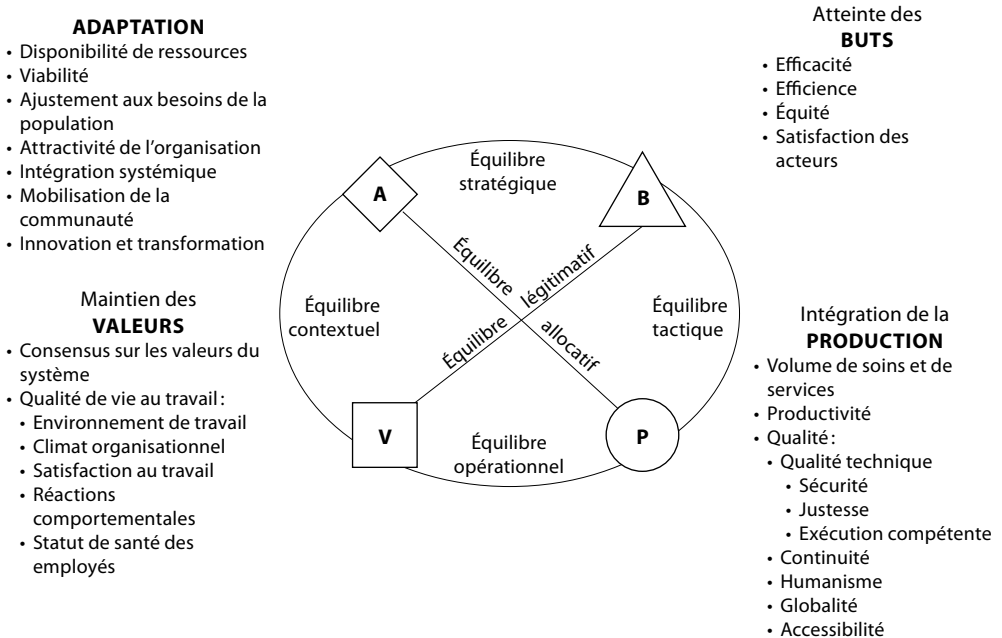 ADAPTATION
• Disponibilité de ressources
• Viabilité
• Ajustement aux besoins de la
population
• Attractivité de l'organisation
• Intégration systémique
• Mobilisation de la
communauté
• Innovation et transformation
Atteinte des
BUTS
• Efficacité
• Efficience
• Équité
• Satisfaction des
acteurs
A
Équilibre
stratégique
B
Équilibre
légitimatif
Équilibre
contextuel
Équilibre
tactique
Équilibre
allocatif
V
Équilibre
opérationnel
P
Maintien des
VALEURS
• Consensus sur les valeurs du
système
• Qualité de vie au travail :
• Environnement de travail
• Climat organisationnel
• Satisfaction au travail
• Réactions
comportementales
• Statut de santé des
employés
Intégration de la
PRODUCTION
• Volume de soins et de
services
• Productivité
• Qualité :
• Qualité technique
• Sécurité
• Justesse
• Exécution compétente
• Continuité
• Humanisme
• Globalité
• Accessibilité